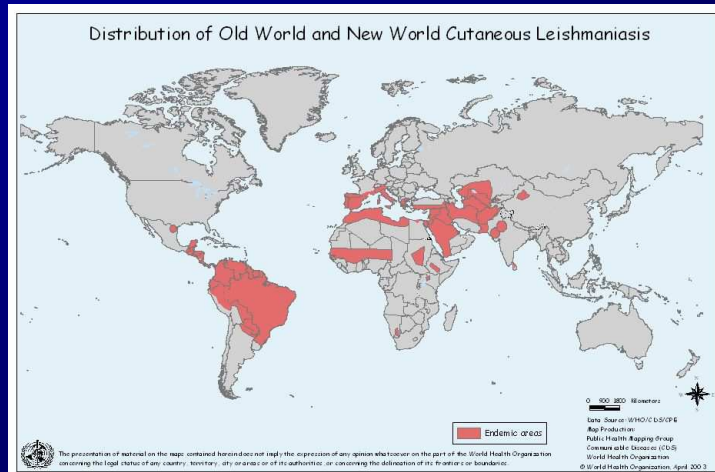 Distribution of Old World and New World Cutaneous Leishmaniasis
0 900 1800 Kilometers
Data Source: WHO/CDS/CPE
Map Production:
Public Health Mapping Group
Communicable Diseases (CDS)
World Health Organization
© World Health Organization, April 2003
Endemic areas
The presentation of material on the maps contained herein does not imply the expression of any opinion whatsoever on the part of the World Health Organization
concerning the legal status of any country, territory, city or areas or of its authorities, or concerning the delineation of its frontiers or boundaries.